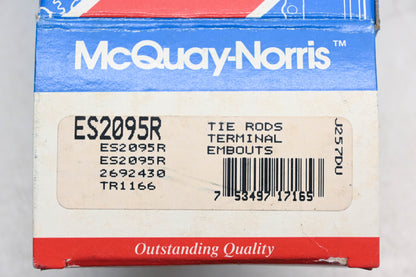 McQuay-Norris™
ES2095R
ES2095R
ES2095R
2692430
TR1166
TIE RODS
TERMINAL
EMBOUTS
7 53497 17165
J257DU
Outstanding Quality